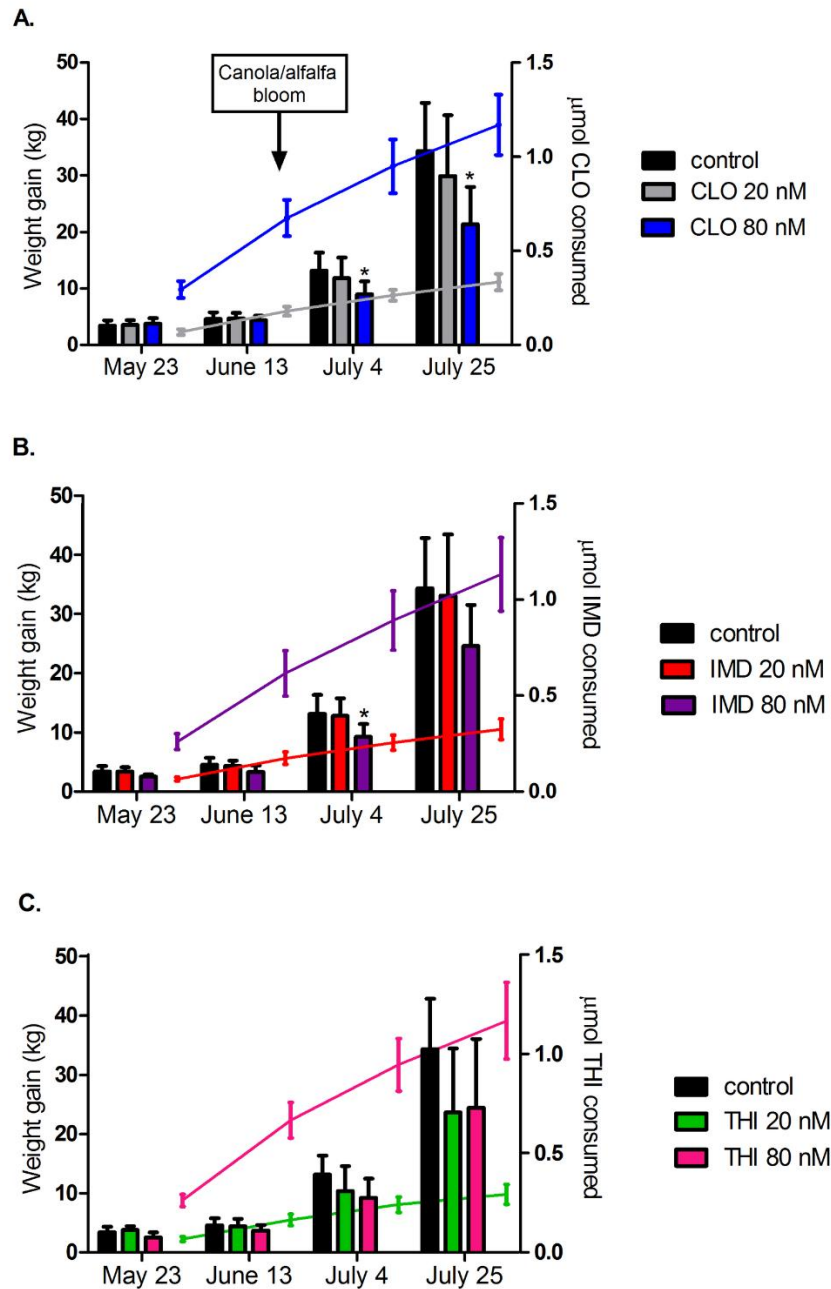 A.
Canola/alfalfa
bloom
Weight gain (kg)
50
40
30
20
10
0
1.5
1.0
0.5
0.0
μmol CLO consumed
*
*
May 23 June 13 July 4 July 25
control
CLO 20 nM
CLO 80 nM
B.
Weight gain (kg)
50
40
30
20
10
0
1.5
1.0
0.5
0.0
μmol IMD consumed
*
May 23 June 13 July 4 July 25
control
IMD 20 nM
IMD 80 nM
C.
Weight gain (kg)
50
40
30
20
10
0
1.5
1.0
0.5
0.0
μmol THI consumed
May 23 June 13 July 4 July 25
control
THI 20 nM
THI 80 nM